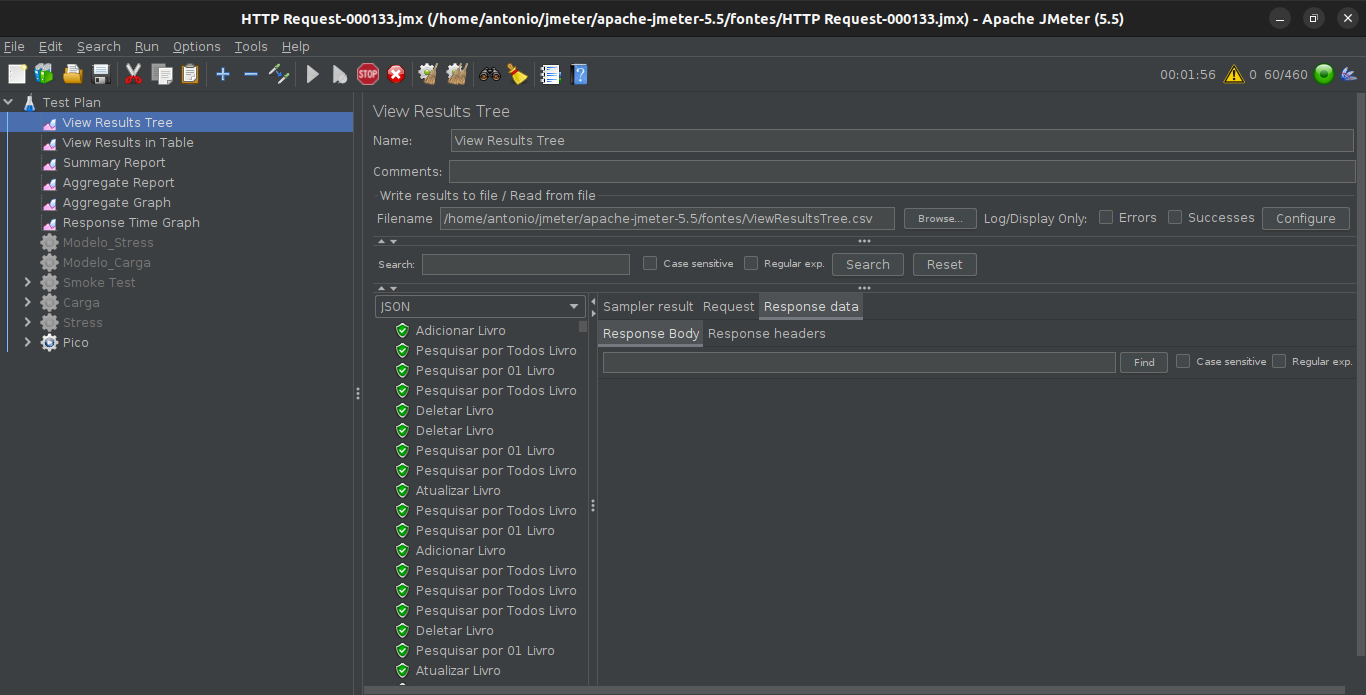 HTTP Request-000133.jmx (/home/antonio/jmeter/apache-jmeter-5.5/fontes/HTTP Request-000133.jmx) - Apache JMeter (5.5)
File Edit Search Run Options Tools Help
STOP 00:01:56 0 60/460
Test Plan
View Results Tree
View Results in Table
Summary Report
Aggregate Report
Aggregate Graph
Response Time Graph
Modelo_Stress
Modelo_Carga
Smoke Test
Carga
Stress
Pico
View Results Tree
Name: View Results Tree
Comments:
Write results to file / Read from file
Filename /home/antonio/jmeter/apache-jmeter-5.5/fontes/ViewResultsTree.csv Browse... Log/Display Only: Errors Successes Configure
Search: Case sensitive Regular exp. Search Reset
JSON
Adicionar Livro
Pesquisar por Todos Livro
Pesquisar por 01 Livro
Pesquisar por Todos Livro
Deletar Livro
Deletar Livro
Pesquisar por 01 Livro
Pesquisar por Todos Livro
Atualizar Livro
Pesquisar por Todos Livro
Pesquisar por 01 Livro
Adicionar Livro
Pesquisar por Todos Livro
Pesquisar por Todos Livro
Pesquisar por Todos Livro
Deletar Livro
Pesquisar por 01 Livro
Atualizar Livro
Sampler result Request Response data
Response Body Response headers
Find Case sensitive Regular exp.